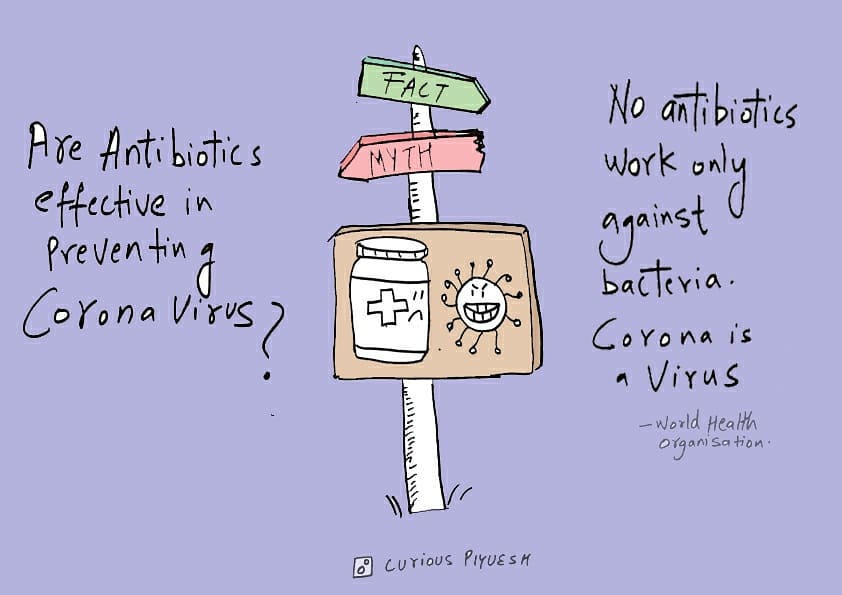 Are Antibiotics
effective in
Preventing
Corona Virus?
FACT
MYTH
No antibiotics
work only
against
bacteria.
Corona is
a Virus
- World Health
Organisation.
CURIOUS PIYUESH